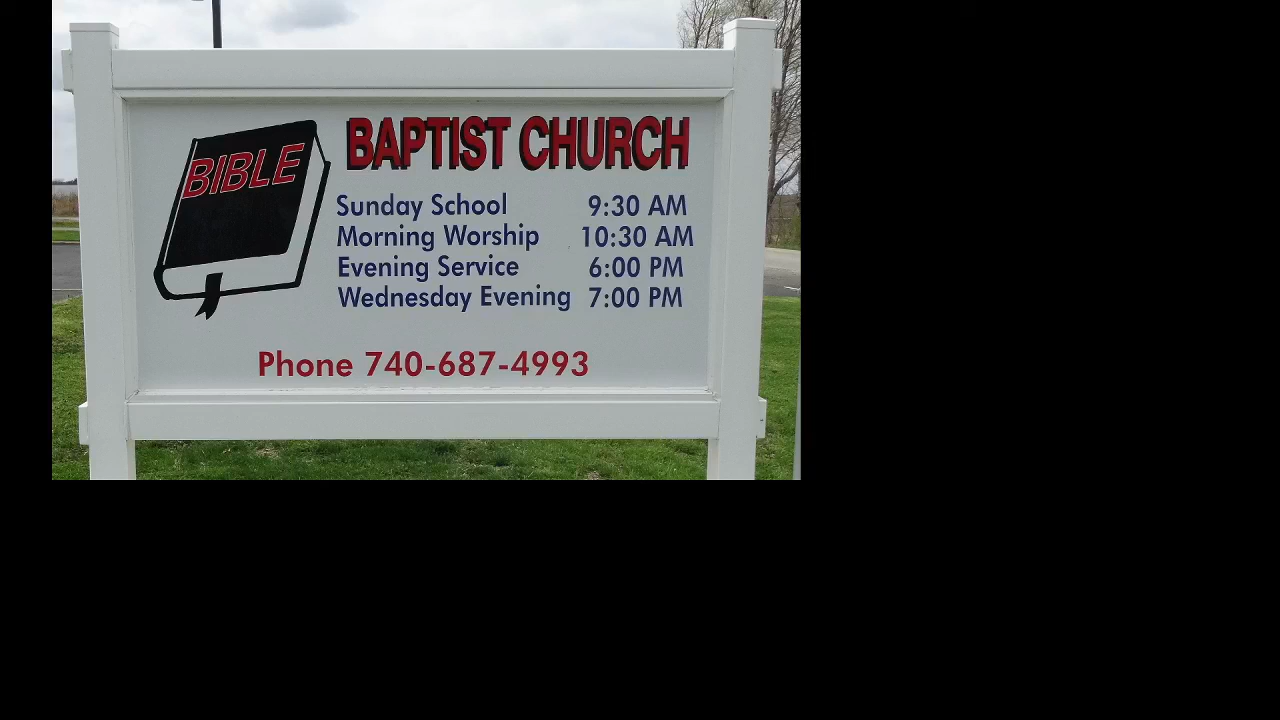 BIBLE BAPTIST CHURCH
Sunday School 9:30 AM
Morning Worship 10:30 AM
Evening Service 6:00 PM
Wednesday Evening 7:00 PM
Phone 740-687-4993